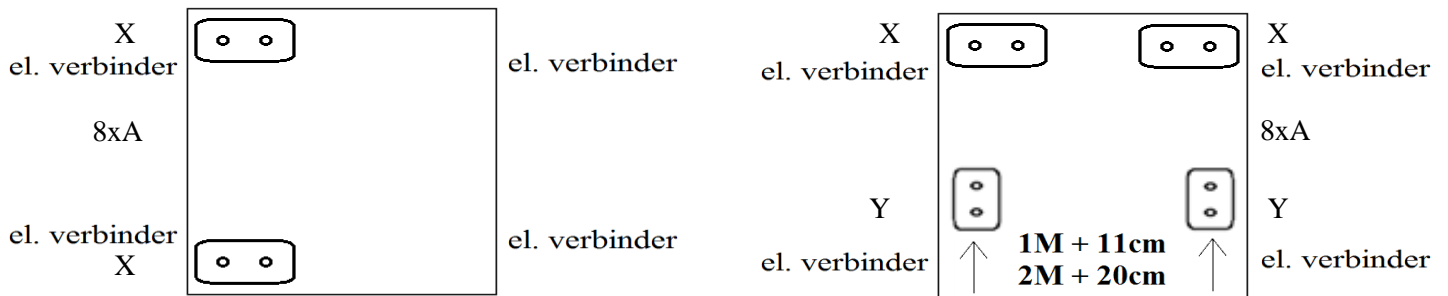 X
el. verbinder
el. verbinder
8xA
el. verbinder
X
el. verbinder
X
el. verbinder
X
el. verbinder
8xA
Y
el. verbinder
Y
el. verbinder
1M + 11cm
2M + 20cm